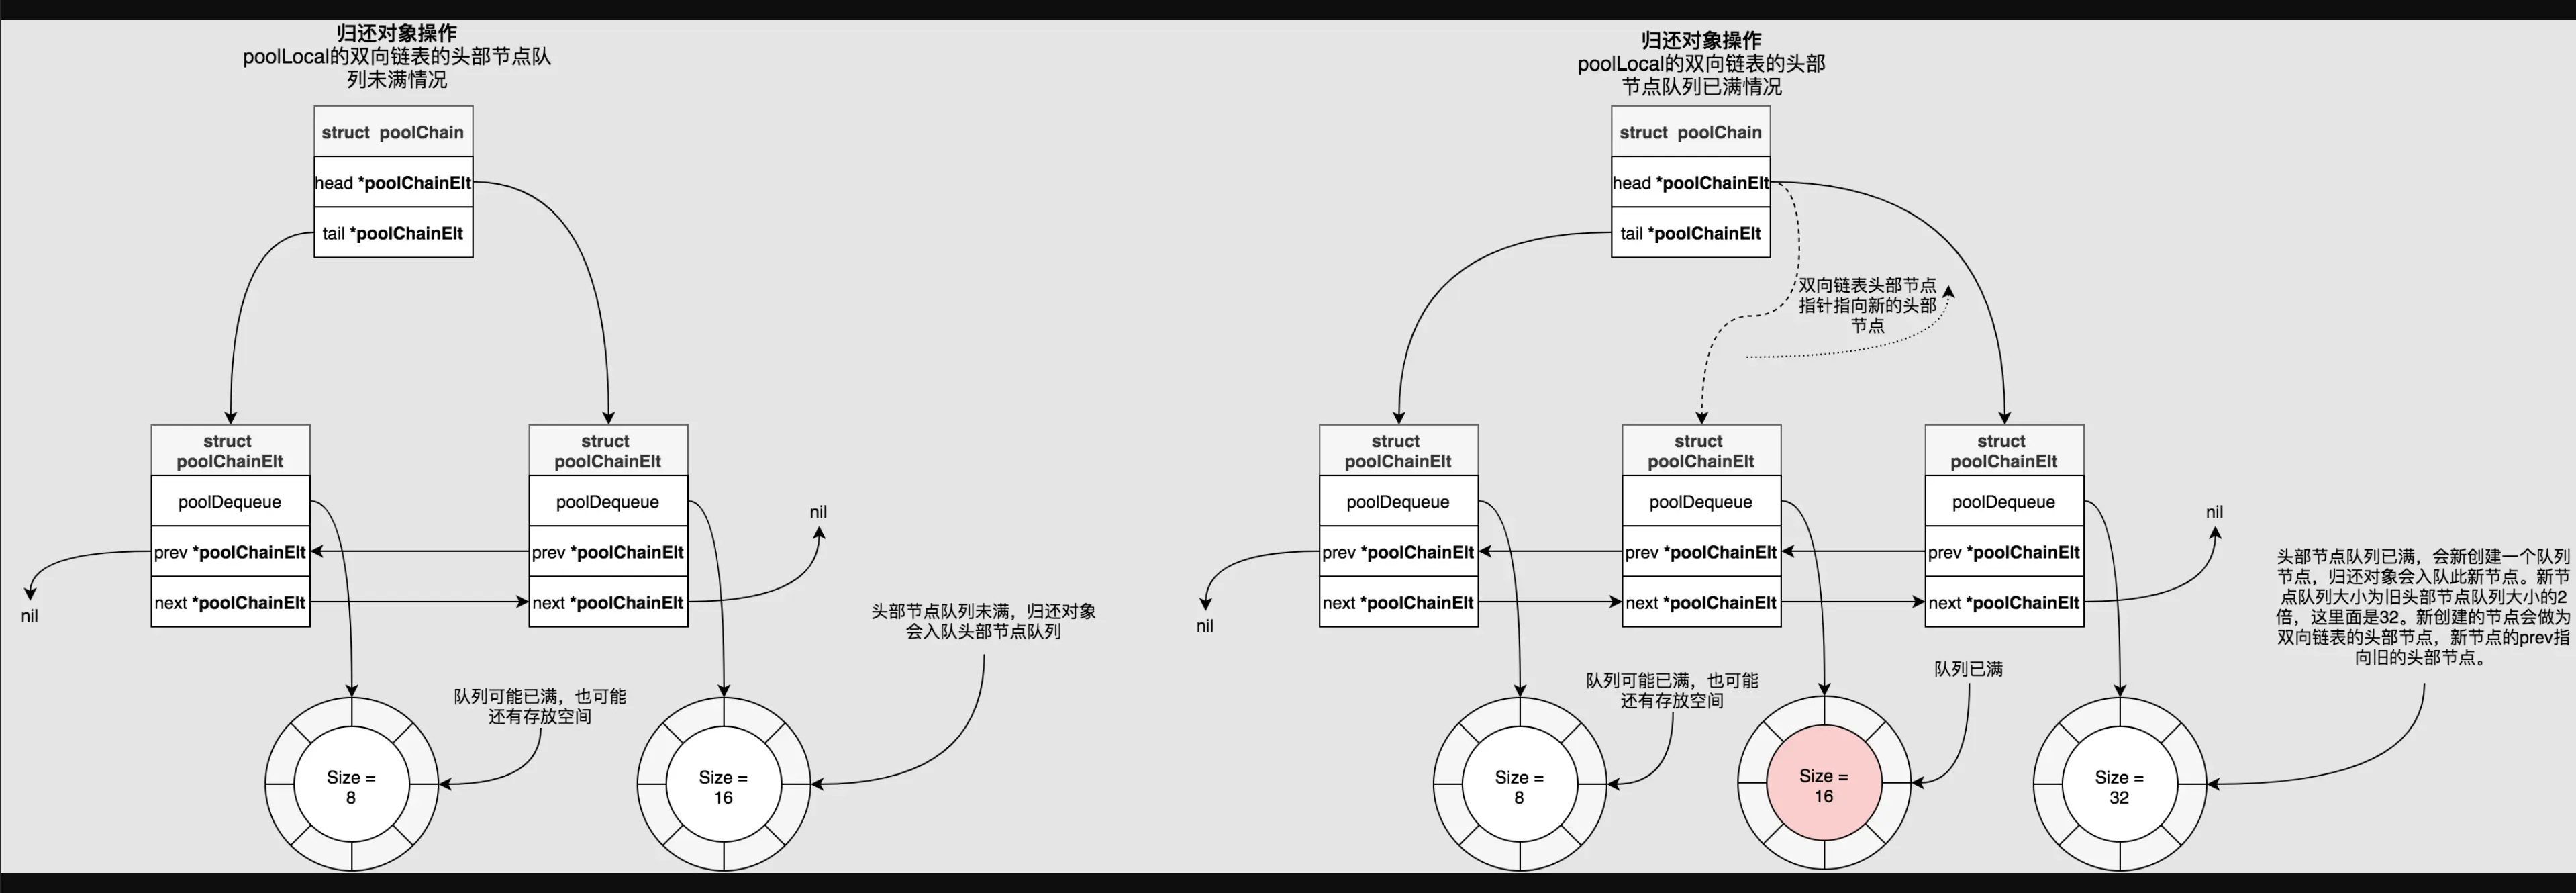 归还对象操作
poolLocal的双向链表的头部节点队
列未满情况
struct poolChain
head *poolChainElt
tail *poolChainElt
struct
poolChainElt
poolDequeue
prev *poolChainElt
next *poolChainElt
struct
poolChainElt
poolDequeue
prev *poolChainElt
next *poolChainElt
nil
nil
头部节点队列未满，归还对象
会入队头部节点队列
队列可能已满，也可能
还有存放空间
Size =
8
Size =
16
归还对象操作
poolLocal的双向链表的头部
节点队列已满情况
struct poolChain
head *poolChainElt
tail *poolChainElt
双向链表头部节点
指针指向新的头部
节点
struct
poolChainElt
poolDequeue
prev *poolChainElt
next *poolChainElt
struct
poolChainElt
poolDequeue
prev *poolChainElt
next *poolChainElt
struct
poolChainElt
poolDequeue
prev *poolChainElt
next *poolChainElt
nil
nil
头部节点队列已满，会新创建一个队列
节点，归还对象会入队此新节点。新节
点队列大小为旧头部节点队列大小的2
倍，这里面是32。新创建的节点会做为
双向链表的头部节点，新节点的prev指
向旧的头部节点。
队列可能已满，也可能
还有存放空间
队列已满
Size =
8
Size =
16
Size =
32